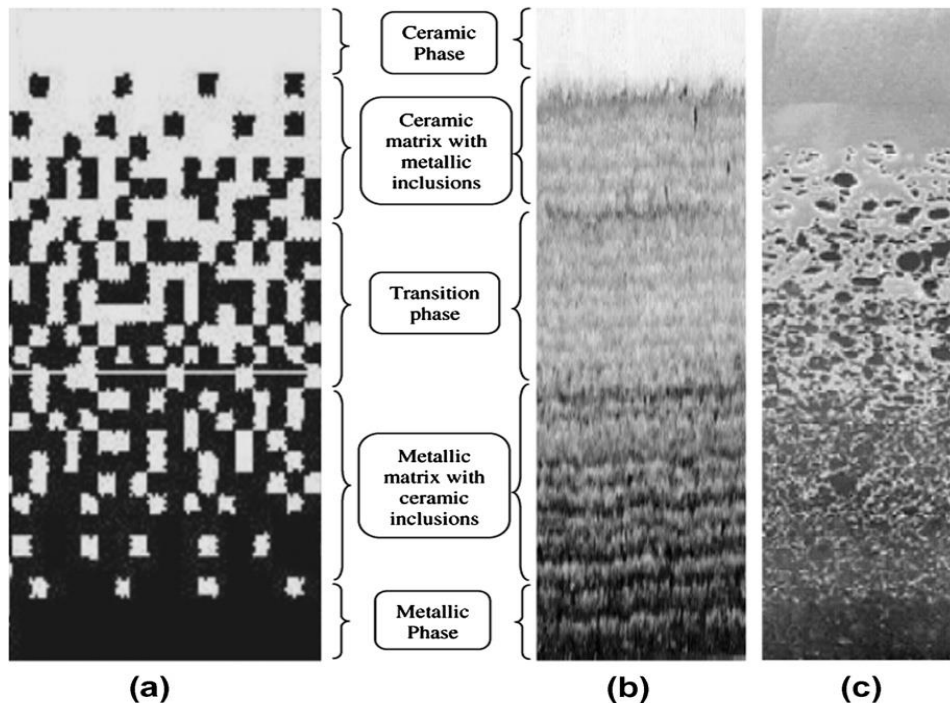 Ceramic
Phase
Ceramic
matrix with
metallic
inclusions
Transition
phase
Metallic
matrix with
ceramic
inclusions
Metallic
Phase
(a)
(b)
(c)